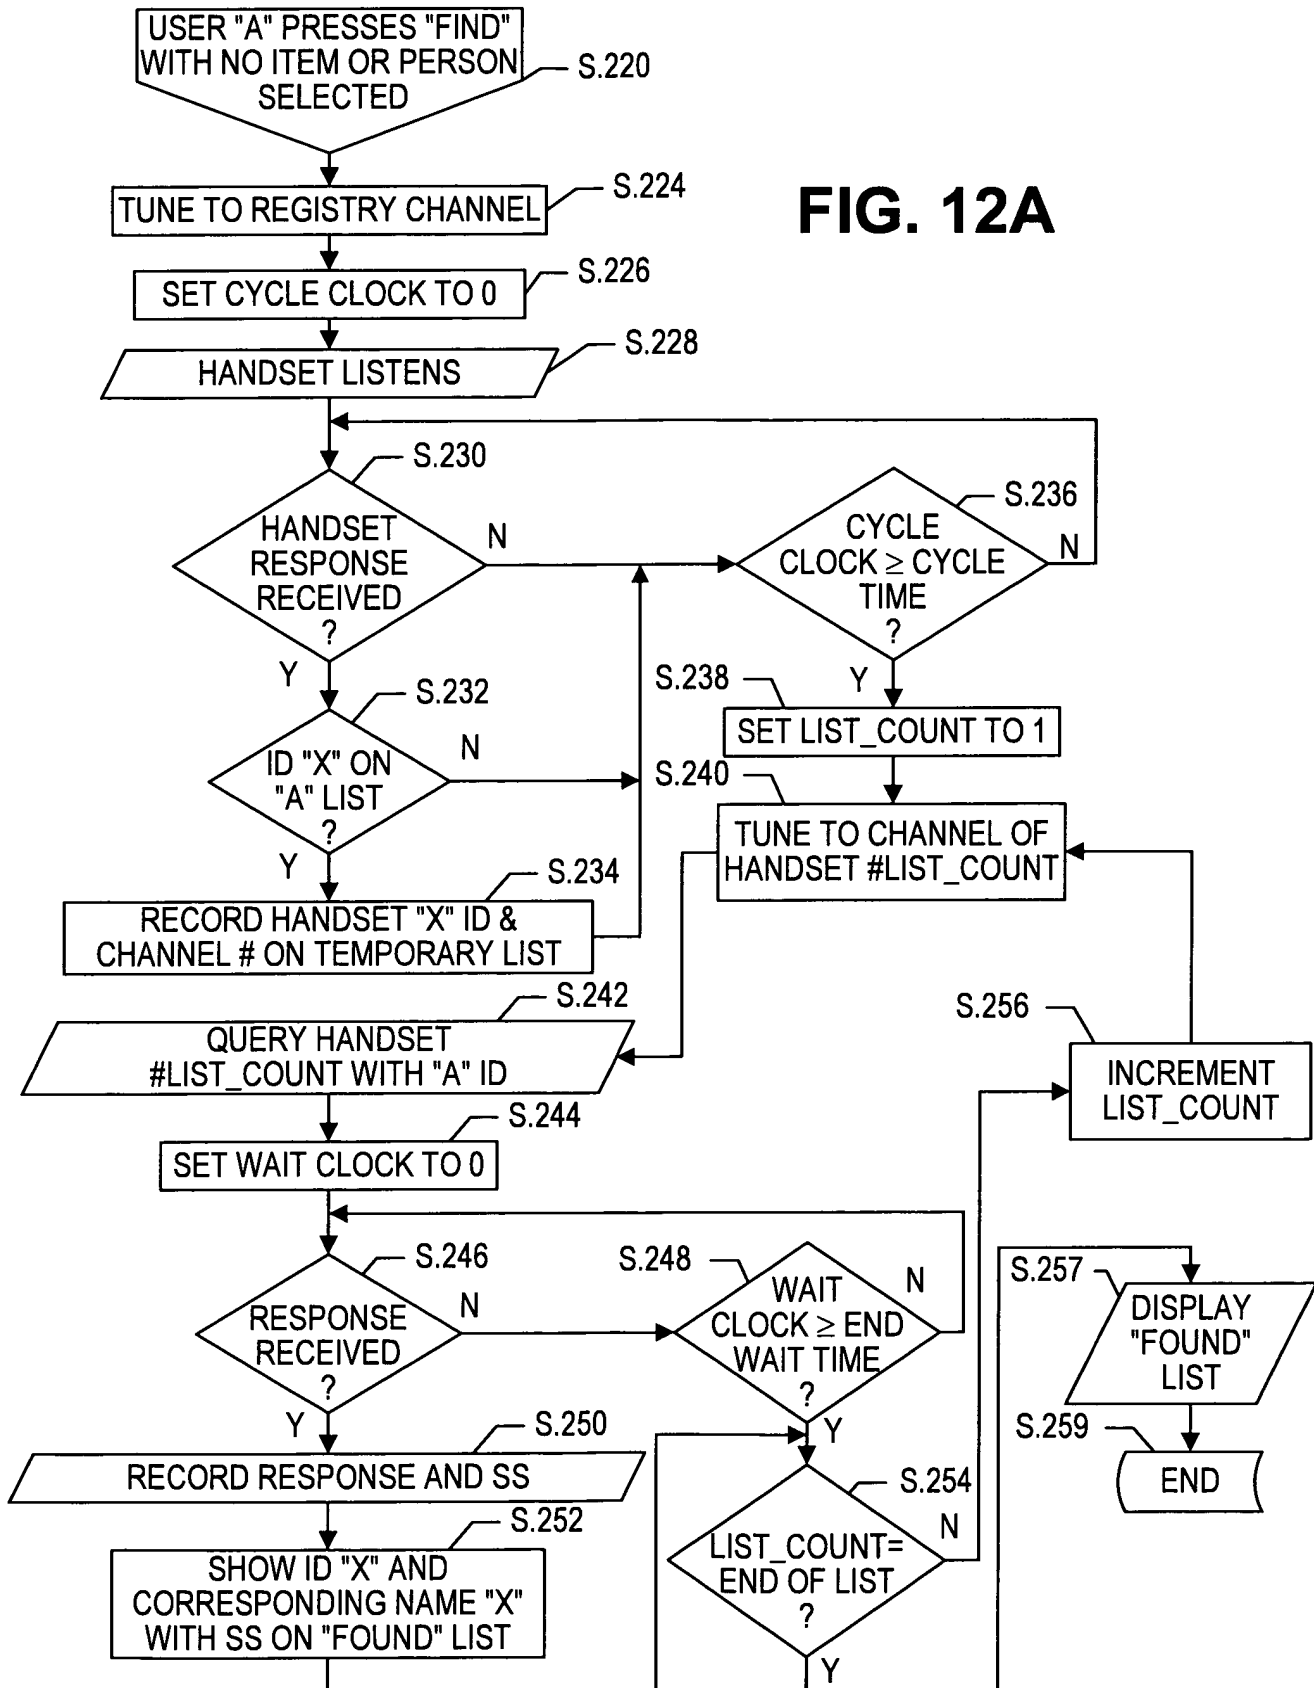 USER "A" PRESSES "FIND"
WITH NO ITEM OR PERSON
SELECTED
S.220
FIG. 12A
TUNE TO REGISTRY CHANNEL
S.224
SET CYCLE CLOCK TO 0
S.226
HANDSET LISTENS
S.228
S.230
HANDSET
RESPONSE
RECEIVED
?
N
Y
S.236
CYCLE
CLOCK ≥ CYCLE
TIME
?
N
Y
S.232
ID "X" ON
"A" LIST
?
N
Y
S.238
SET LIST_COUNT TO 1
S.240
TUNE TO CHANNEL OF
HANDSET #LIST_COUNT
S.234
RECORD HANDSET "X" ID &
CHANNEL # ON TEMPORARY LIST
S.242
QUERY HANDSET
#LIST_COUNT WITH "A" ID
S.256
INCREMENT
LIST_COUNT
S.244
SET WAIT CLOCK TO 0
S.246
RESPONSE
RECEIVED
?
N
Y
S.248
WAIT
CLOCK ≥ END
WAIT TIME
?
N
Y
S.257
DISPLAY
"FOUND"
LIST
S.259
END
S.250
RECORD RESPONSE AND SS
S.252
SHOW ID "X" AND
CORRESPONDING NAME "X"
WITH SS ON "FOUND" LIST
S.254
LIST_COUNT=
END OF LIST
?
N
Y